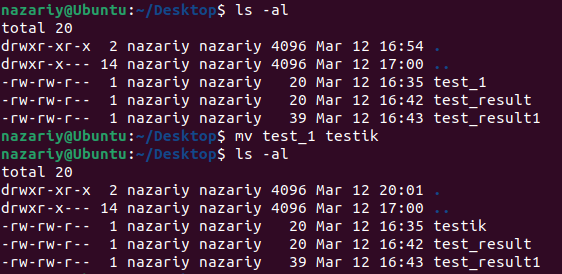 nazariy@Ubuntu:~/Desktop$ ls -al
total 20
drwxr-xr-x  2 nazariy nazariy 4096 Mar 12 16:54 .
drwxr-x--- 14 nazariy nazariy 4096 Mar 12 17:00 ..
-rw-rw-r--  1 nazariy nazariy   20 Mar 12 16:35 test_1
-rw-rw-r--  1 nazariy nazariy   20 Mar 12 16:42 test_result
-rw-rw-r--  1 nazariy nazariy   39 Mar 12 16:43 test_result1
nazariy@Ubuntu:~/Desktop$ mv test_1 testik
nazariy@Ubuntu:~/Desktop$ ls -al
total 20
drwxr-xr-x  2 nazariy nazariy 4096 Mar 12 20:01 .
drwxr-x--- 14 nazariy nazariy 4096 Mar 12 17:00 ..
-rw-rw-r--  1 nazariy nazariy   20 Mar 12 16:35 testik
-rw-rw-r--  1 nazariy nazariy   20 Mar 12 16:42 test_result
-rw-rw-r--  1 nazariy nazariy   39 Mar 12 16:43 test_result1